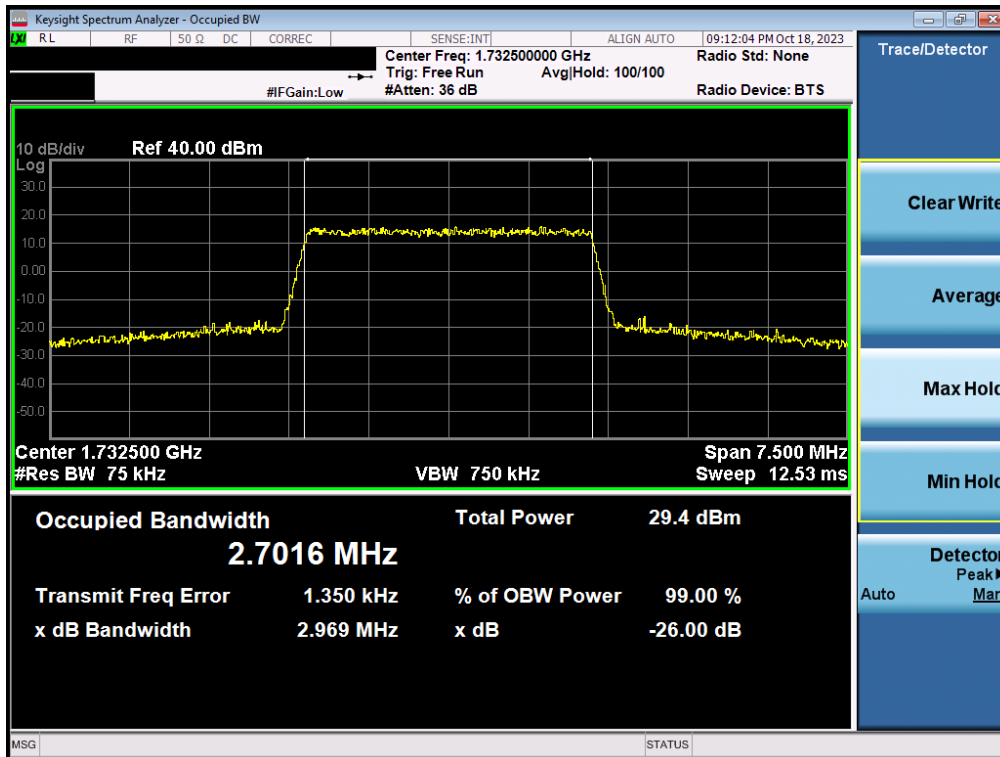 Keysight Spectrum Analyzer - Occupied BW
LXI RL RF 50 Ω DC CORREC SENSE:INT ALIGN AUTO 09:12:04 PM Oct 18, 2023
Center Freq: 1.732500000 GHz Radio Std: None
Trig: Free Run Avg|Hold: 100/100
#IFGain:Low #Atten: 36 dB Radio Device: BTS
Trace/Detector
10 dB/div Ref 40.00 dBm
Log
30.0
20.0
10.0
0.00
-10.0
-20.0
-30.0
-40.0
-50.0
Center 1.732500 GHz Span 7.500 MHz
#Res BW 75 kHz VBW 750 kHz Sweep 12.53 ms
Occupied Bandwidth Total Power 29.4 dBm
2.7016 MHz
Transmit Freq Error 1.350 kHz % of OBW Power 99.00 %
x dB Bandwidth 2.969 MHz x dB -26.00 dB
Clear Write
Average
Max Hold
Min Hold
Detector
Peak
Auto Man
MSG STATUS